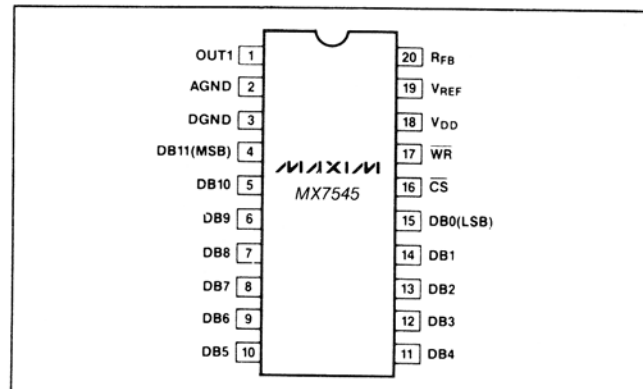 OUT1 1
AGND 2
DGND 3
DB11(MSB) 4
DB10 5
DB9 6
DB8 7
DB7 8
DB6 9
DB5 10
MAXIM
MX7545
20 RFB
19 VREF
18 VDD
17 W̅R̅
16 C̅S̅
15 DB0(LSB)
14 DB1
13 DB2
12 DB3
11 DB4